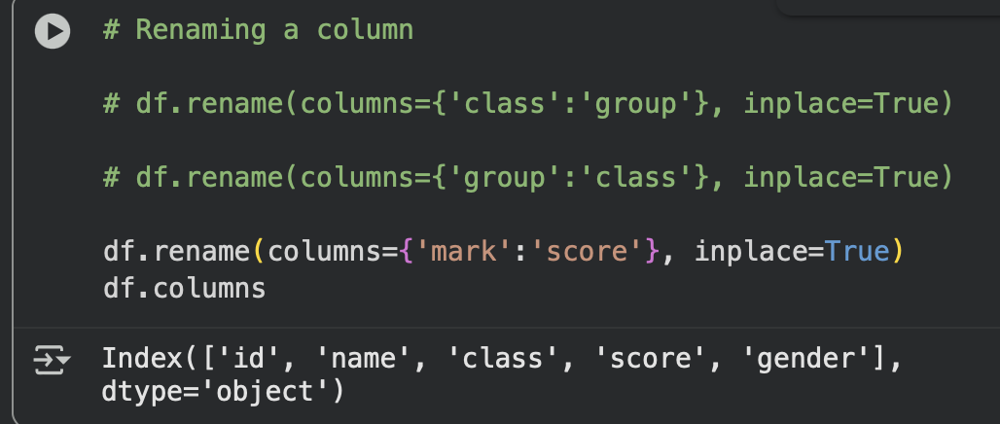 # Renaming a column
# df.rename(columns={'class':'group'}, inplace=True)
# df.rename(columns={'group':'class'}, inplace=True)
df.rename(columns={'mark':'score'}, inplace=True)
df.columns
Index(['id', 'name', 'class', 'score', 'gender'],
dtype='object')